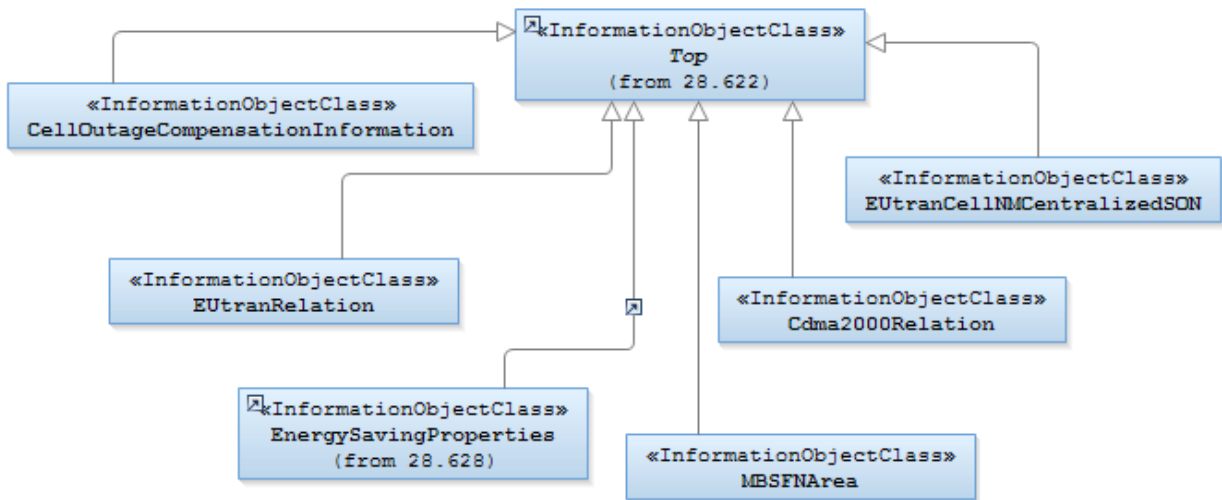 «InformationObjectClass»
Top
(from 28.622)
«InformationObjectClass»
CellOutageCompensationInformation
«InformationObjectClass»
EUtranCellNMCentralizedSON
«InformationObjectClass»
EUtranRelation
«InformationObjectClass»
Cdma2000Relation
«InformationObjectClass»
EnergySavingProperties
(from 28.628)
«InformationObjectClass»
MBSFNArea